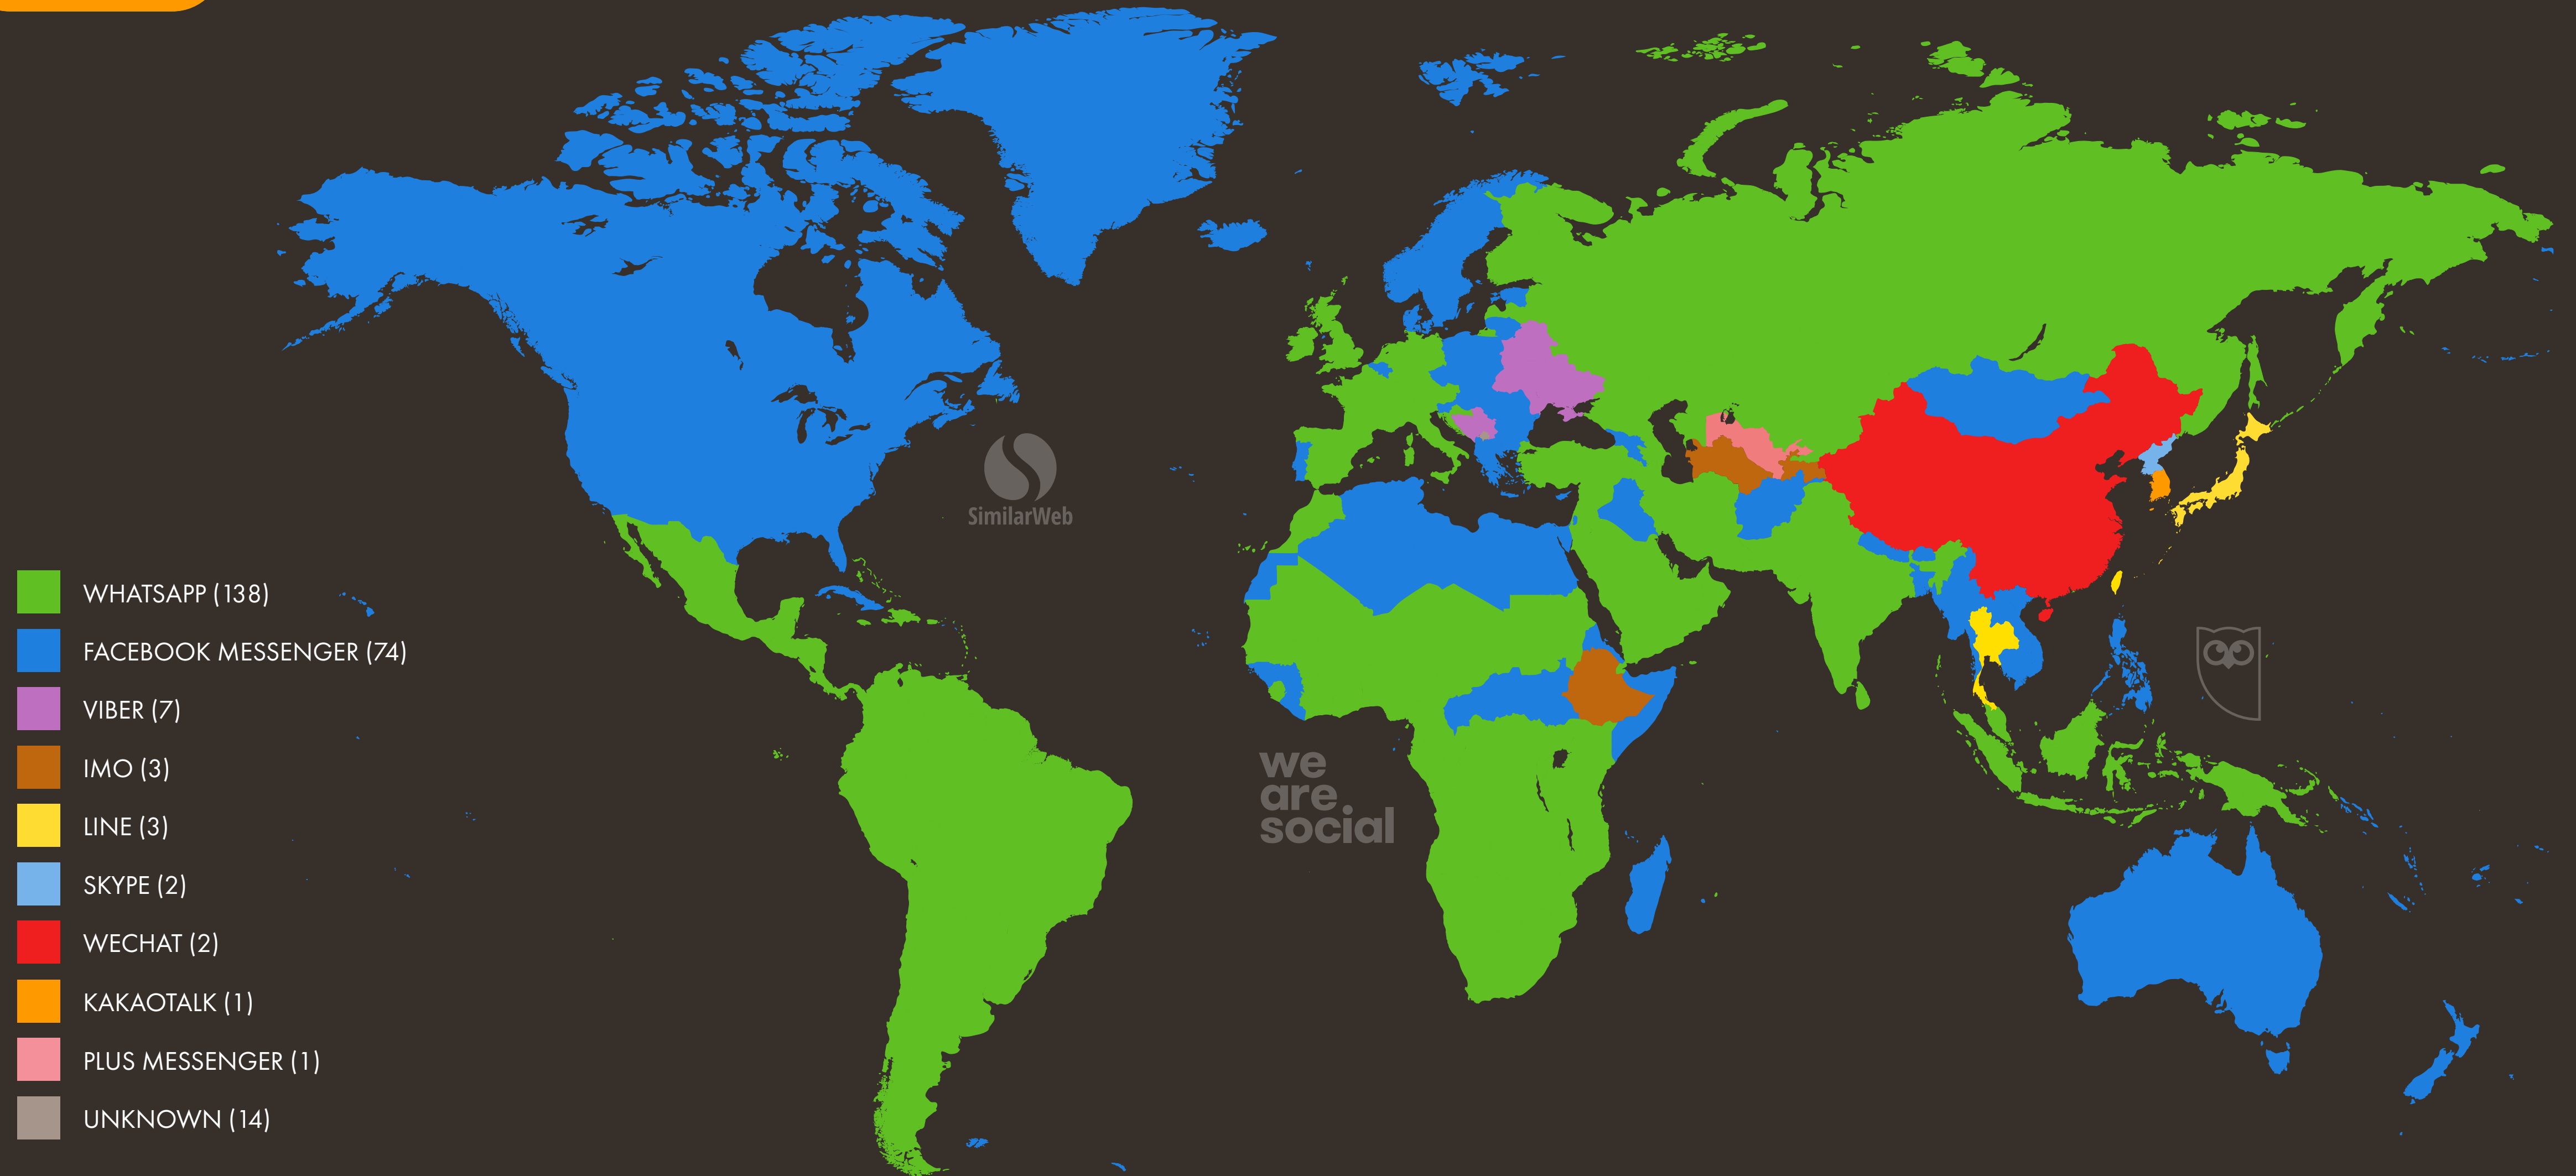 SimilarWeb
WHATSAPP (138)
FACEBOOK MESSENGER (74)
VIBER (7)
IMO (3)
LINE (3)
SKYPE (2)
WECHAT (2)
KAKAOTALK (1)
PLUS MESSENGER (1)
UNKNOWN (14)
we
are
social